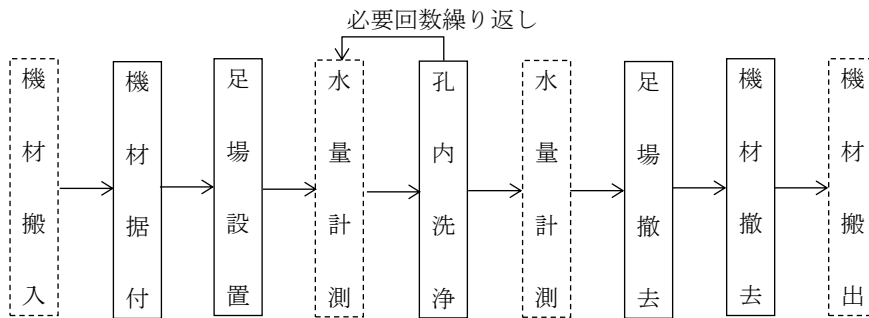 必要回数繰り返し
機材搬入
機材据付
足場設置
水量計測
孔内洗浄
水量計測
足場撤去
機材撤去
機材搬出